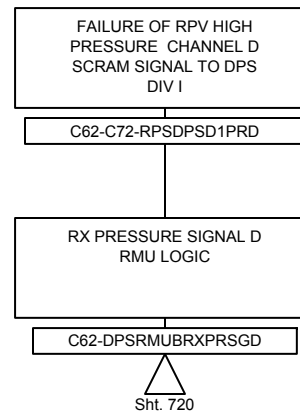 FAILURE OF RPV HIGH
PRESSURE CHANNEL D
SCRAM SIGNAL TO DPS
DIV I
C62-C72-RPSDPSD1PRD
RX PRESSURE SIGNAL D
RMU LOGIC
C62-DPSRMUBRXPRSGD
Sht. 720